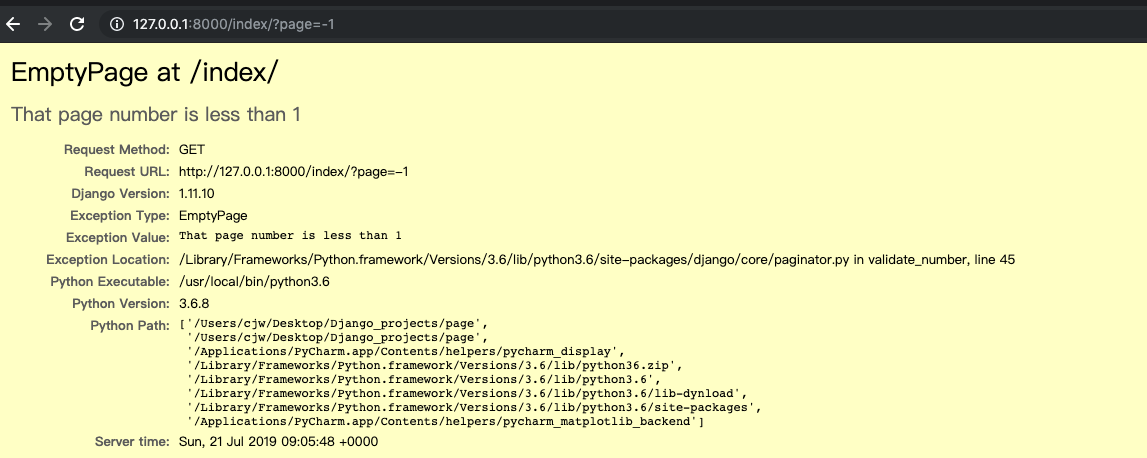 127.0.0.1:8000/index/?page=-1
EmptyPage at /index/
That page number is less than 1
Request Method: GET
Request URL: http://127.0.0.1:8000/index/?page=-1
Django Version: 1.11.10
Exception Type: EmptyPage
Exception Value: That page number is less than 1
Exception Location: /Library/Frameworks/Python.framework/Versions/3.6/lib/python3.6/site-packages/django/core/paginator.py in validate_number, line 45
Python Executable: /usr/local/bin/python3.6
Python Version: 3.6.8
Python Path: ['/Users/cjw/Desktop/Django_projects/page',
'/Users/cjw/Desktop/Django_projects/page',
'/Applications/PyCharm.app/Contents/helpers/pycharm_display',
'/Library/Frameworks/Python.framework/Versions/3.6/lib/python36.zip',
'/Library/Frameworks/Python.framework/Versions/3.6/lib/python3.6',
'/Library/Frameworks/Python.framework/Versions/3.6/lib/python3.6/lib-dynload',
'/Library/Frameworks/Python.framework/Versions/3.6/lib/python3.6/site-packages',
'/Applications/PyCharm.app/Contents/helpers/pycharm_matplotlib_backend']
Server time: Sun, 21 Jul 2019 09:05:48 +0000